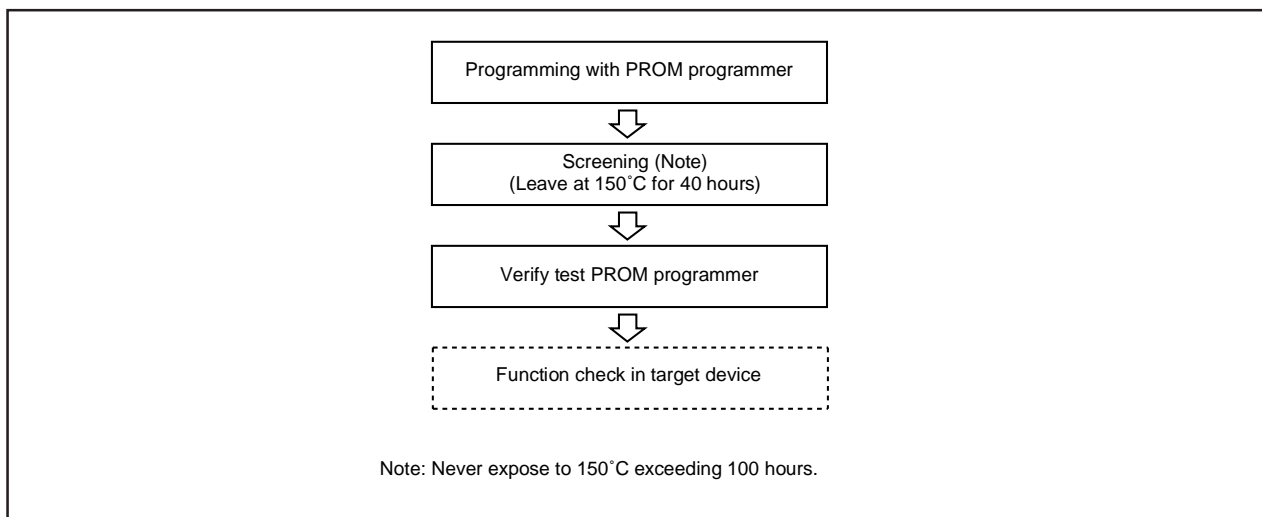 Programming with PROM programmer
Screening (Note)
(Leave at 150˚C for 40 hours)
Verify test PROM programmer
Function check in target device
Note: Never expose to 150˚C exceeding 100 hours.